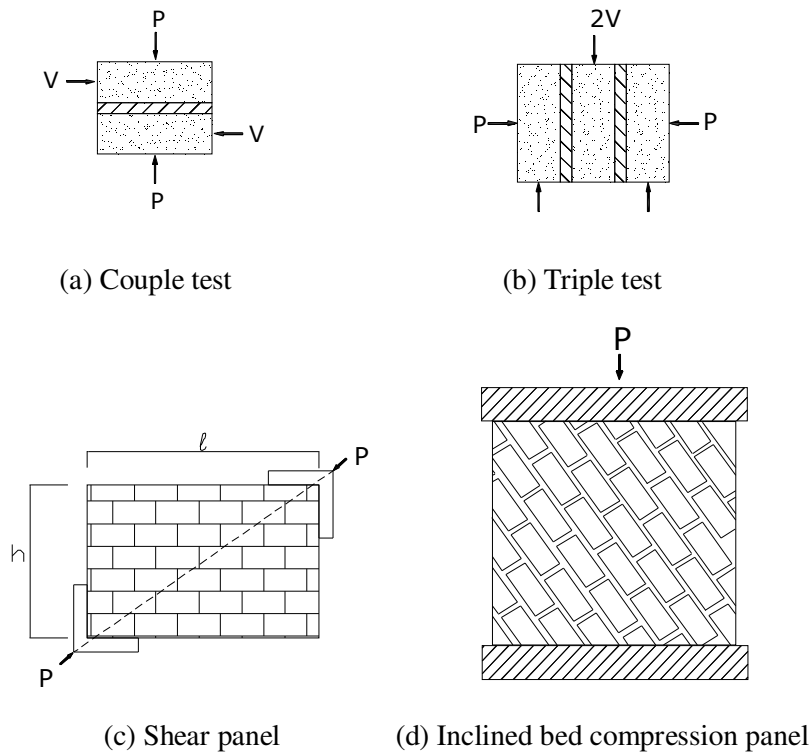 P
V
V
P
2V
P
P
(a) Couple test
(b) Triple test
ℓ
P
h
P
(c) Shear panel
P
(d) Inclined bed compression panel